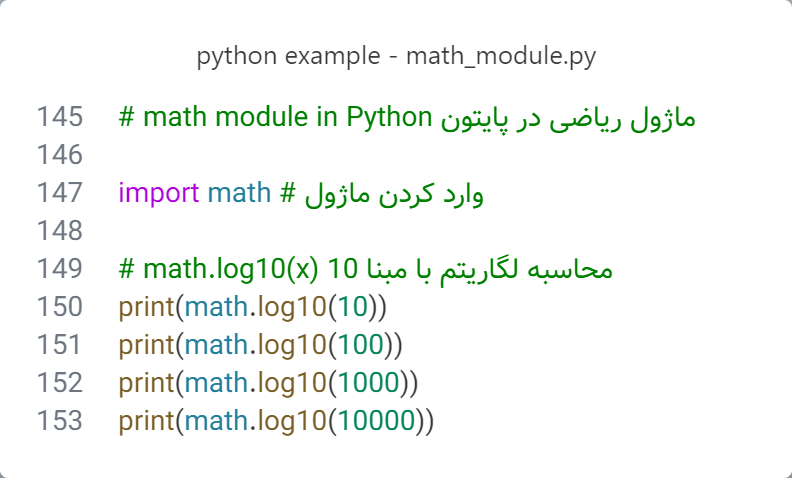 python example - math_module.py
145 # math module in Python ماژول ریاضی در پایتون
146
147 import math # وارد کردن ماژول
148
149 # math.log10(x) محاسبه لگاریتم با مبنا 10
150 print(math.log10(10))
151 print(math.log10(100))
152 print(math.log10(1000))
153 print(math.log10(10000))